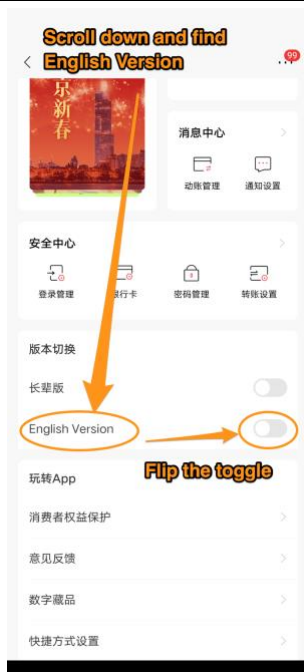 Scroll down and find
English Version
99
京
新
春
消息中心
动账管理
通知设置
安全中心
登录管理
银行卡
密码管理
转账设置
版本切换
长辈版
English Version
Flip the toggle
玩转App
消费者权益保护
意见反馈
数字藏品
快捷方式设置